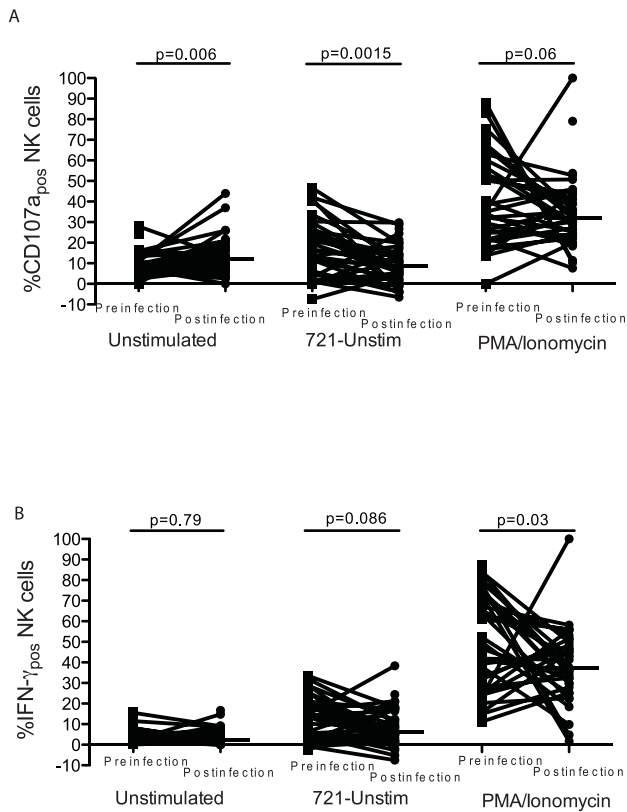 A
p=0.006
p=0.0015
p=0.06
%CD107apos NK cells
100
90
80
70
60
50
40
30
20
10
0
-10
Preinfection
Postinfection
Preinfection
Postinfection
Preinfection
Postinfection
Unstimulated
721-Unstim
PMA/Ionomycin
B
p=0.79
p=0.086
p=0.03
%IFN-γpos NK cells
100
90
80
70
60
50
40
30
20
10
0
-10
Preinfection
Postinfection
Preinfection
Postinfection
Preinfection
Postinfection
Unstimulated
721-Unstim
PMA/Ionomycin